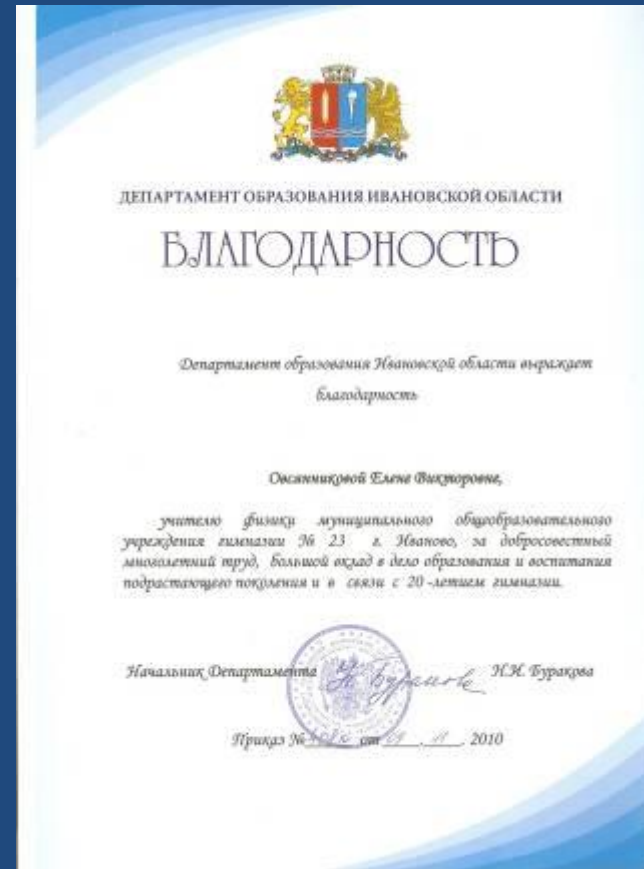 ДЕПАРТАМЕНТ ОБРАЗОВАНИЯ ИВАНОВСКОЙ ОБЛАСТИ
БЛАГОДАРНОСТЬ
Департамент образования Ивановской области выражает
благодарность
Овсянниковой Елене Викторовне,
учителю физики муниципального общеобразовательного
учреждения гимназии № 23 г. Иваново, за добросовестный
многолетний труд, большой вклад в дело образования и воспитания
подрастающего поколения и в связи с 20 -летием гимназии.
Начальник Департамента Н.И. Буракова
Приказ № от 2010